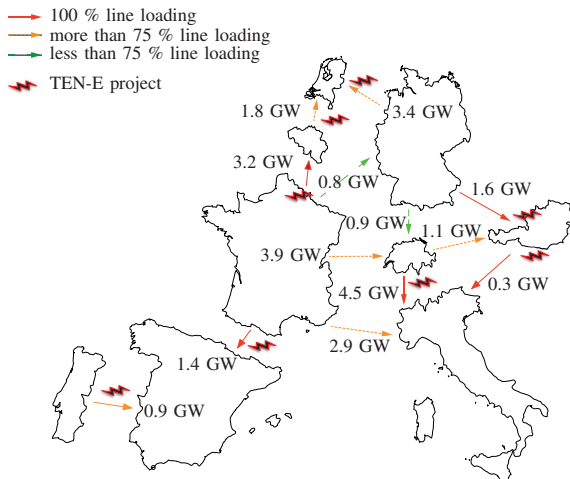 100 % line loading
more than 75 % line loading
less than 75 % line loading
TEN-E project
1.8 GW
3.4 GW
3.2 GW
0.8 GW
1.6 GW
0.9 GW
1.1 GW
3.9 GW
4.5 GW
0.3 GW
2.9 GW
1.4 GW
0.9 GW